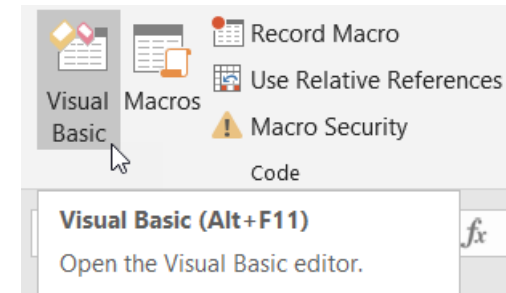 Visual
Basic
Macros
Record Macro
Use Relative References
Macro Security
Code
Visual Basic (Alt+F11)
Open the Visual Basic editor.
fx